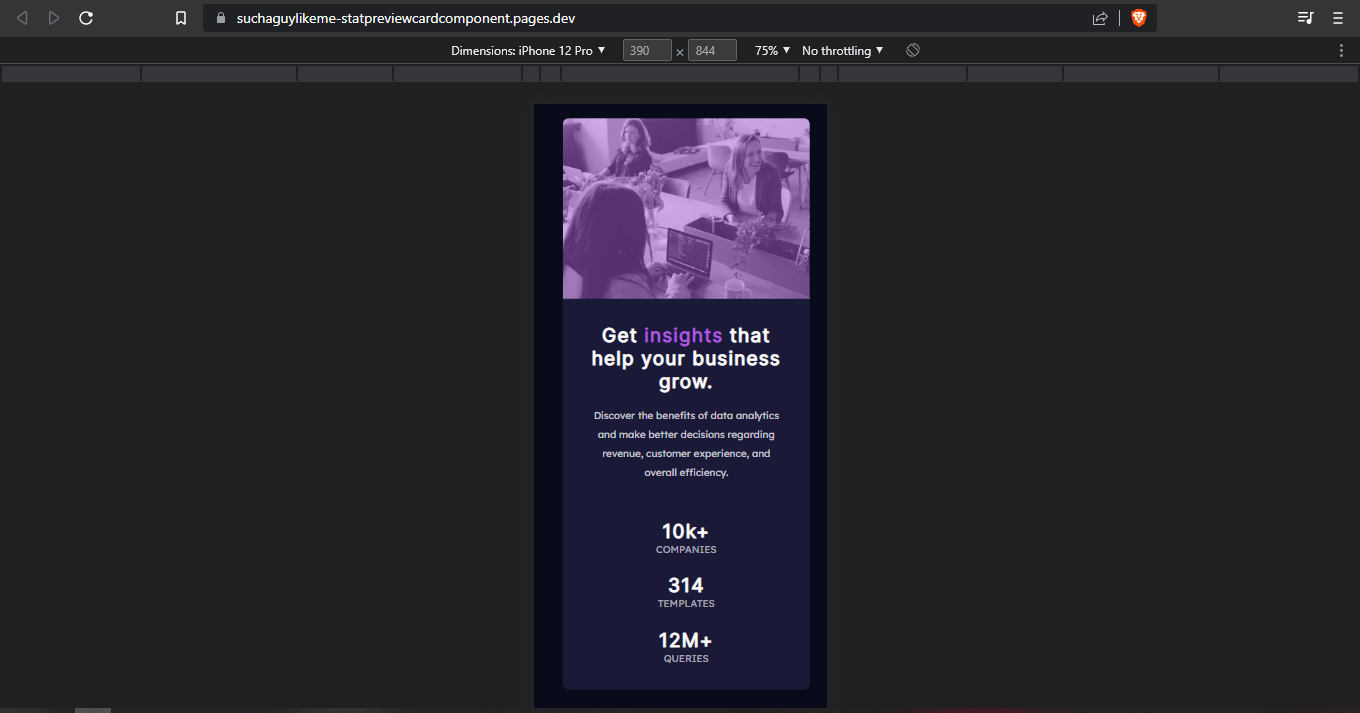 suchaguylikeme-statpreviewcardcomponent.pages.dev
Dimensions: iPhone 12 Pro ▼ 390 × 844 75% ▼ No throttling ▼
Get insights that
help your business
grow.
Discover the benefits of data analytics
and make better decisions regarding
revenue, customer experience, and
overall efficiency.
10k+
COMPANIES
314
TEMPLATES
12M+
QUERIES